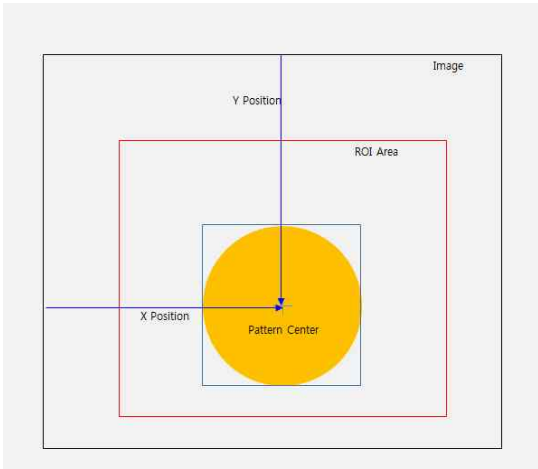 Image
Y Position
ROI Area
X Position
Pattern Center